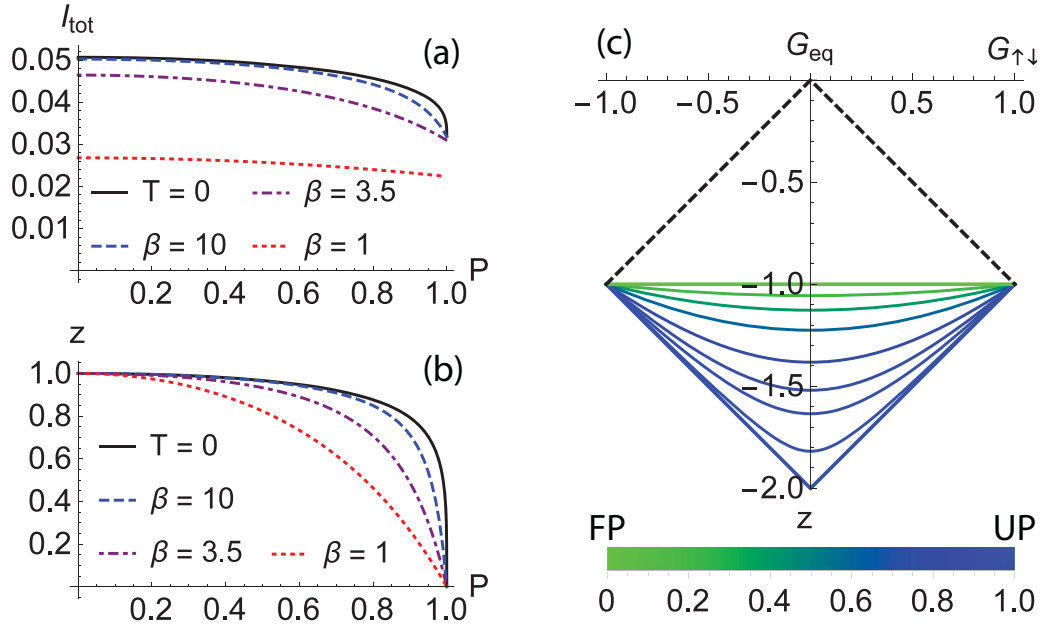 I_tot
(a)
0.05
0.04
0.03
0.02
0.01
T = 0
β = 3.5
β = 10
β = 1
0.2 0.4 0.6 0.8 1.0
P
z
(b)
1.0
0.8
0.6
0.4
0.2
T = 0
β = 10
β = 3.5
β = 1
0.2 0.4 0.6 0.8 1.0
P
(c)
G_eq
G_↑↓
−1.0 −0.5 0.5 1.0
−0.5
−1.0
−1.5
−2.0
z
FP UP
0 0.2 0.4 0.6 0.8 1.0